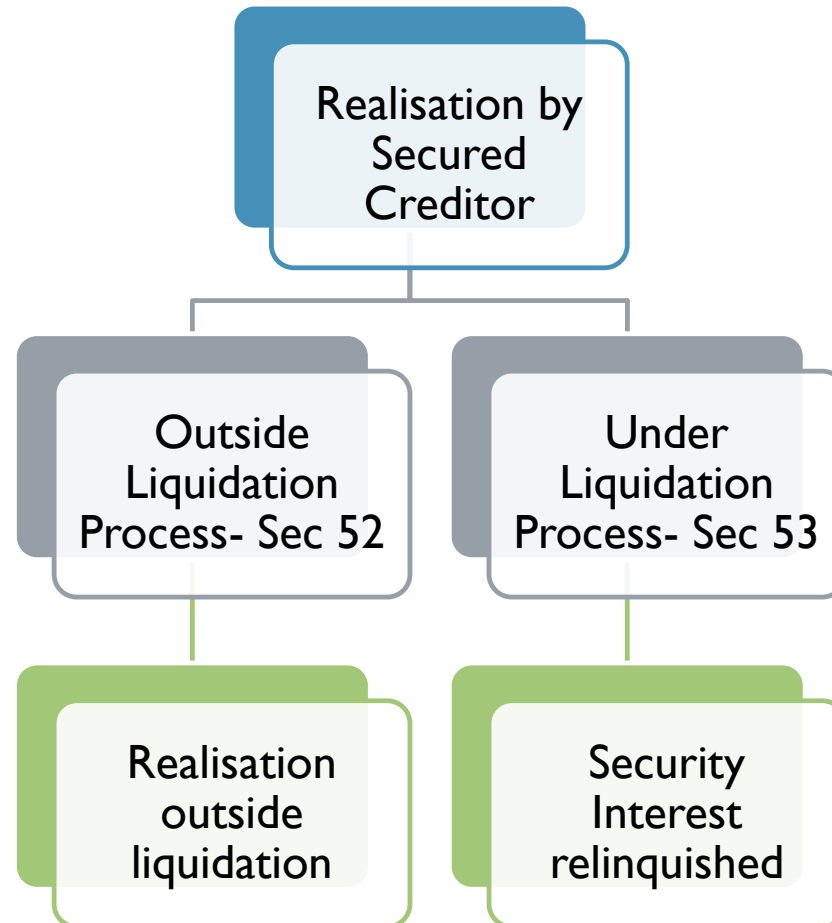 Realisation by
Secured
Creditor
Outside
Liquidation
Process- Sec 52
Under
Liquidation
Process- Sec 53
Realisation
outside
liquidation
Security
Interest
relinquished